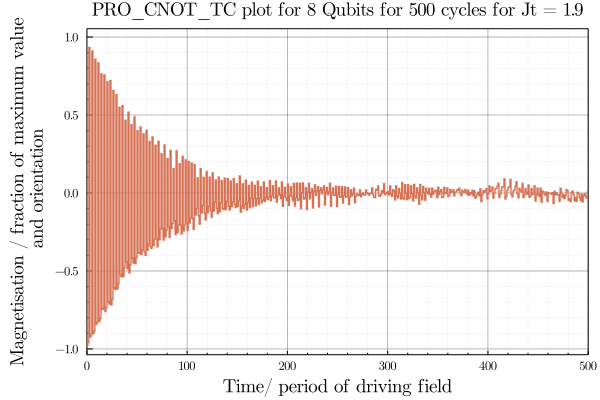 PRO_CNOT_TC plot for 8 Qubits for 500 cycles for Jt = 1.9
Magnetisation / fraction of maximum value
and orientation
1.0
0.5
0.0
−0.5
−1.0
0 100 200 300 400 500
Time/ period of driving field